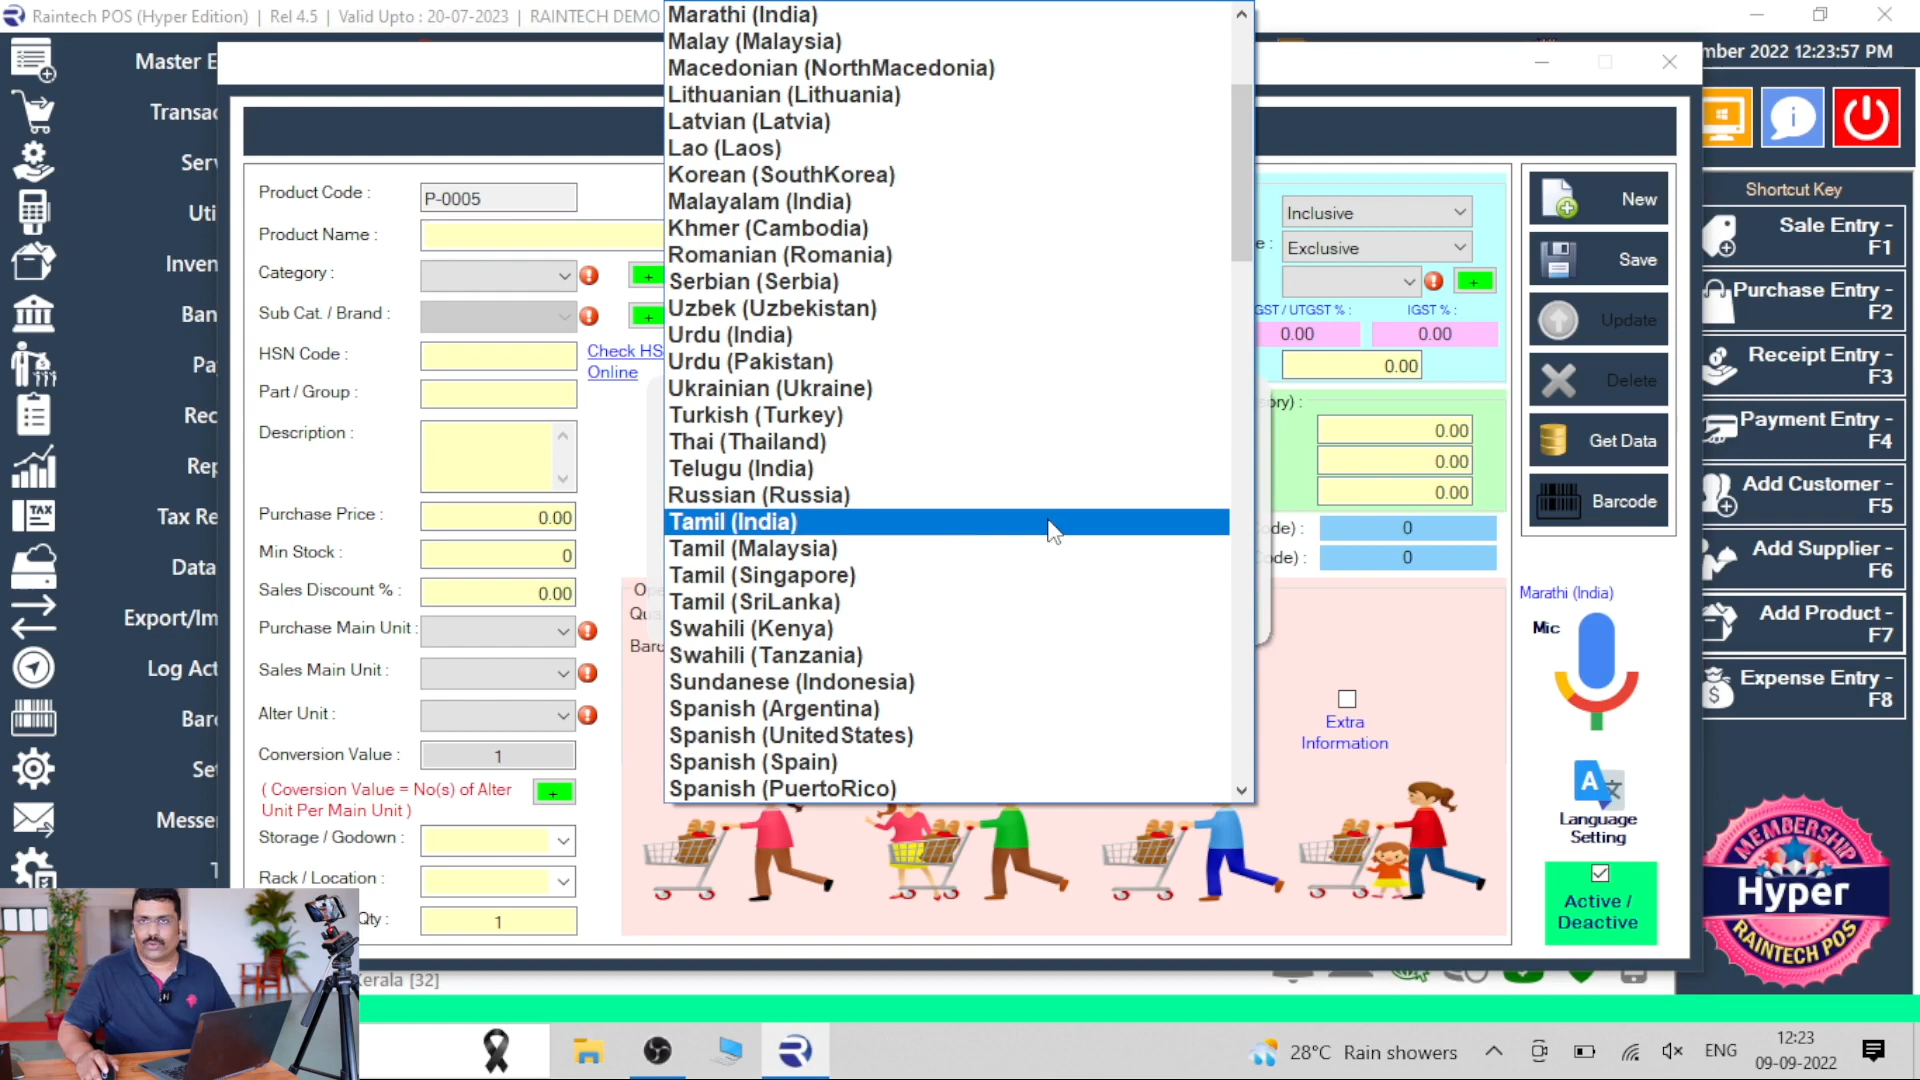 Raintech POS (Hyper Edition) | Rel 4.5 | Valid Upto : 20-07-2023 | RAINTECH DEMO
mber 2022 12:23:57 PM
Master E
Transac
Serv
Uti
Inven
Ban
Pa
Rec
Rep
TAX
Tax Re
Data
Export/Im
Log Act
Bar
Set
Messe
T
Product Code :
P-0005
Product Name :
Category :
+
Sub Cat. / Brand :
+
HSN Code :
Check HS
Online
Part / Group :
Description :
Purchase Price :
0.00
Min Stock :
0
Sales Discount % :
0.00
Purchase Main Unit :
Sales Main Unit :
Alter Unit :
Conversion Value :
1
( Coversion Value = No(s) of Alter
Unit Per Main Unit )
+
Storage / Godown :
Rack / Location :
Qty :
1
Qua
Marathi (India)
Malay (Malaysia)
Macedonian (NorthMacedonia)
Lithuanian (Lithuania)
Latvian (Latvia)
Lao (Laos)
Korean (SouthKorea)
Malayalam (India)
Khmer (Cambodia)
Romanian (Romania)
Serbian (Serbia)
Uzbek (Uzbekistan)
Urdu (India)
Urdu (Pakistan)
Ukrainian (Ukraine)
Turkish (Turkey)
Thai (Thailand)
Telugu (India)
Russian (Russia)
Tamil (India)
Tamil (Malaysia)
Tamil (Singapore)
Tamil (SriLanka)
Swahili (Kenya)
Swahili (Tanzania)
Sundanese (Indonesia)
Spanish (Argentina)
Spanish (UnitedStates)
Spanish (Spain)
Spanish (PuertoRico)
Inclusive
e :
Exclusive
+
GST / UTGST % :
IGST % :
0.00
0.00
0.00
ory) :
0.00
0.00
0.00
ode) :
0
ode) :
0
Extra
Information
New
Save
Update
Delete
Get Data
Barcode
Marathi (India)
Mic
A
Language
Setting
Active /
Deactive
Shortcut Key
Sale Entry -
F1
Purchase Entry -
F2
Receipt Entry -
F3
Payment Entry -
F4
Add Customer -
F5
Add Supplier -
F6
Add Product -
F7
Expense Entry -
F8
MEMBERSHIP
Hyper
RAINTECH POS
Kerala [32]
28°C Rain showers
ENG
12:23
09-09-2022